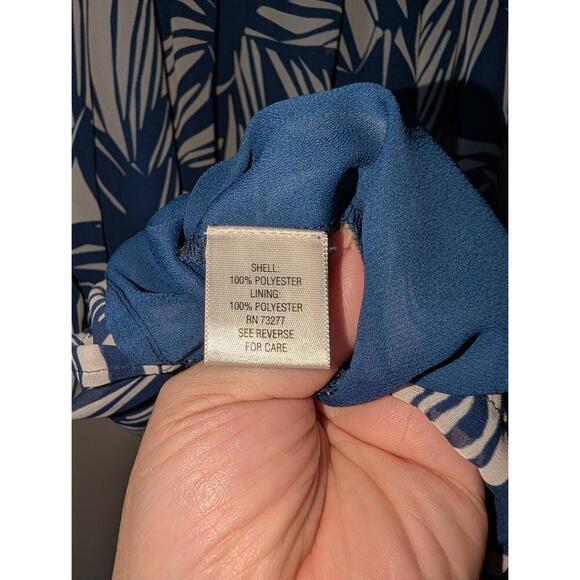 SHELL:
100% POLYESTER
LINING:
100% POLYESTER
RN 73277
SEE REVERSE
FOR CARE